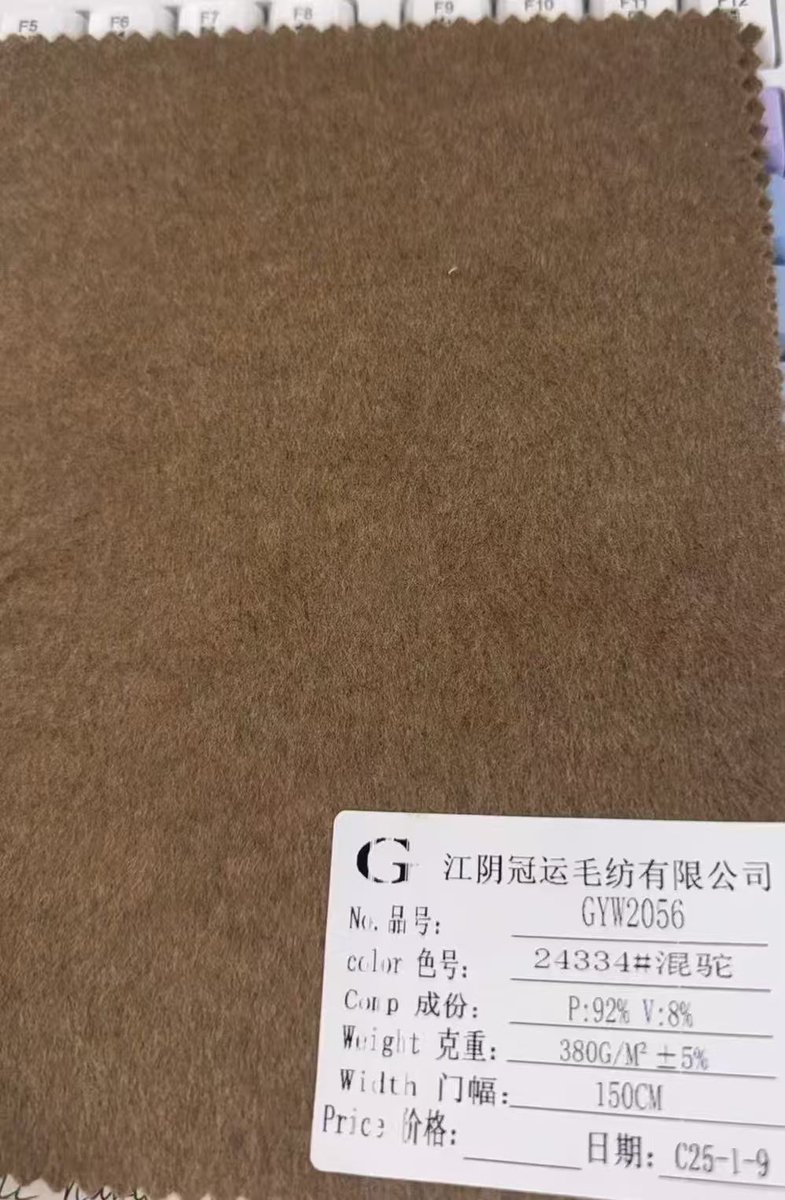 F5 F6 F7 F8 F9 F10 F11 F12
G 江阴冠运毛纺有限公司
No.品号: GYW2056
color 色号: 24334#混驼
Comp 成份: P:92% V:8%
Weight 克重: 380G/M² ±5%
Width 门幅: 150CM
Price 价格: 日期: C25-1-9